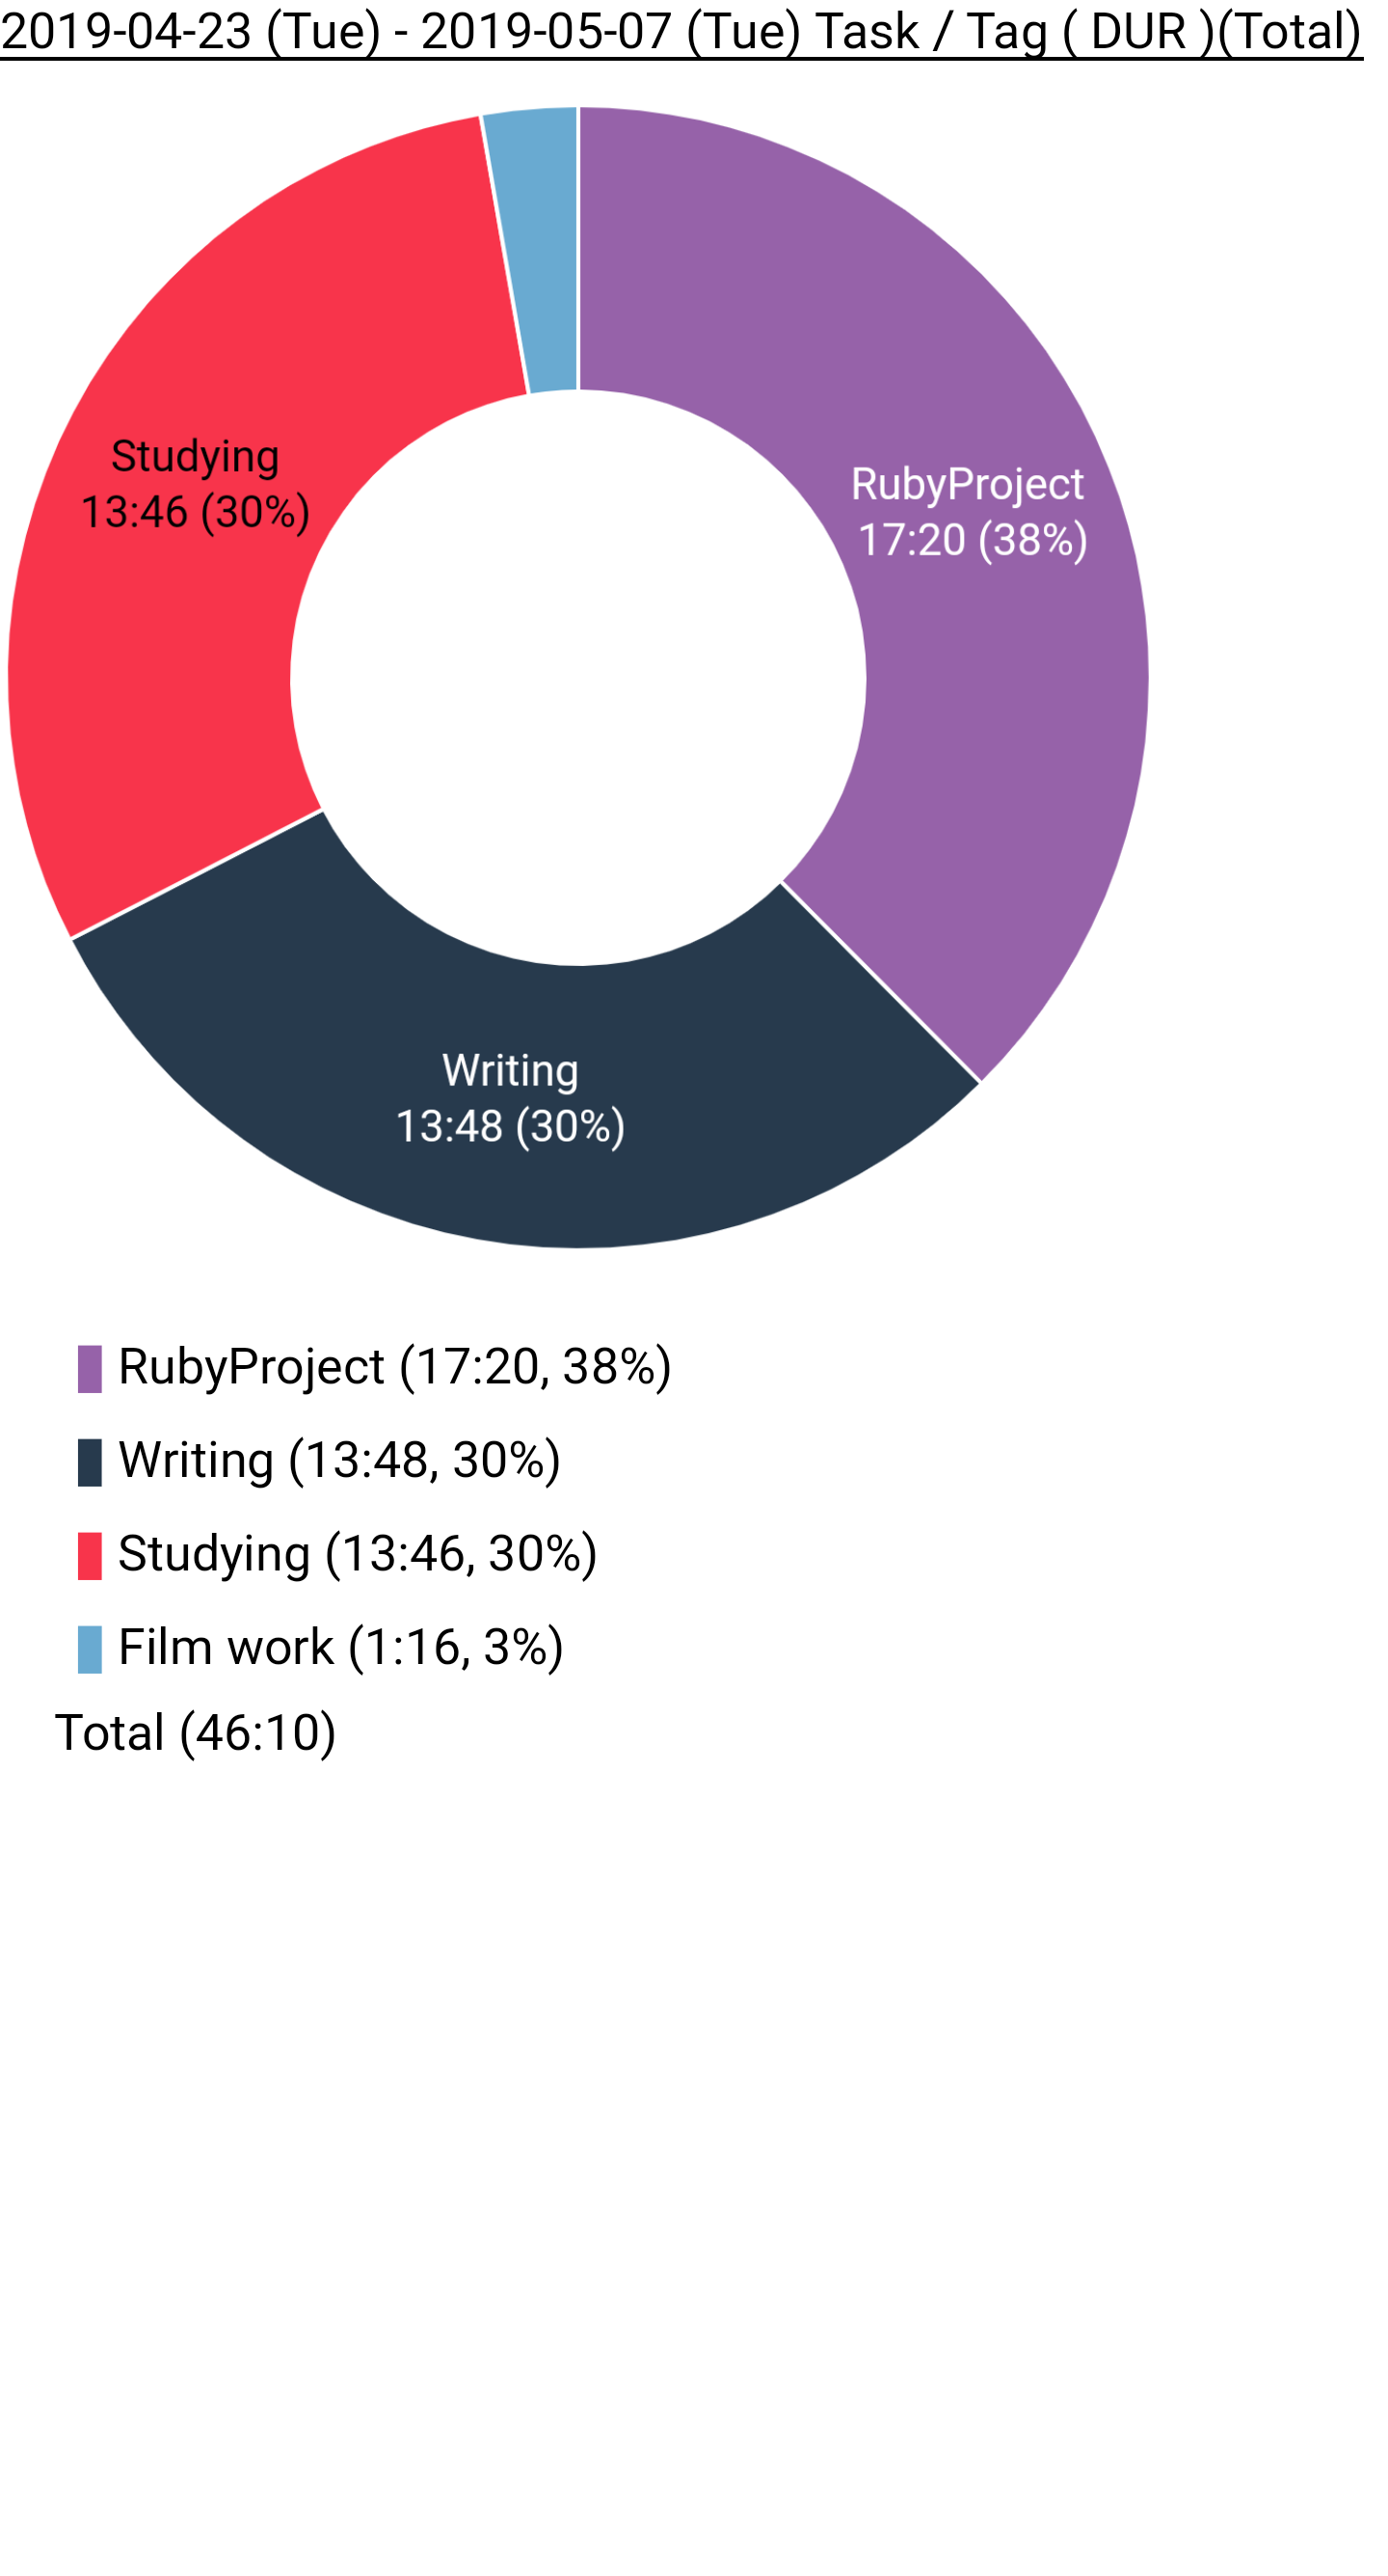 2019-04-23 (Tue) - 2019-05-07 (Tue) Task / Tag ( DUR )(Total)
Studying
13:46 (30%)
RubyProject
17:20 (38%)
Writing
13:48 (30%)
RubyProject (17:20, 38%)
Writing (13:48, 30%)
Studying (13:46, 30%)
Film work (1:16, 3%)
Total (46:10)